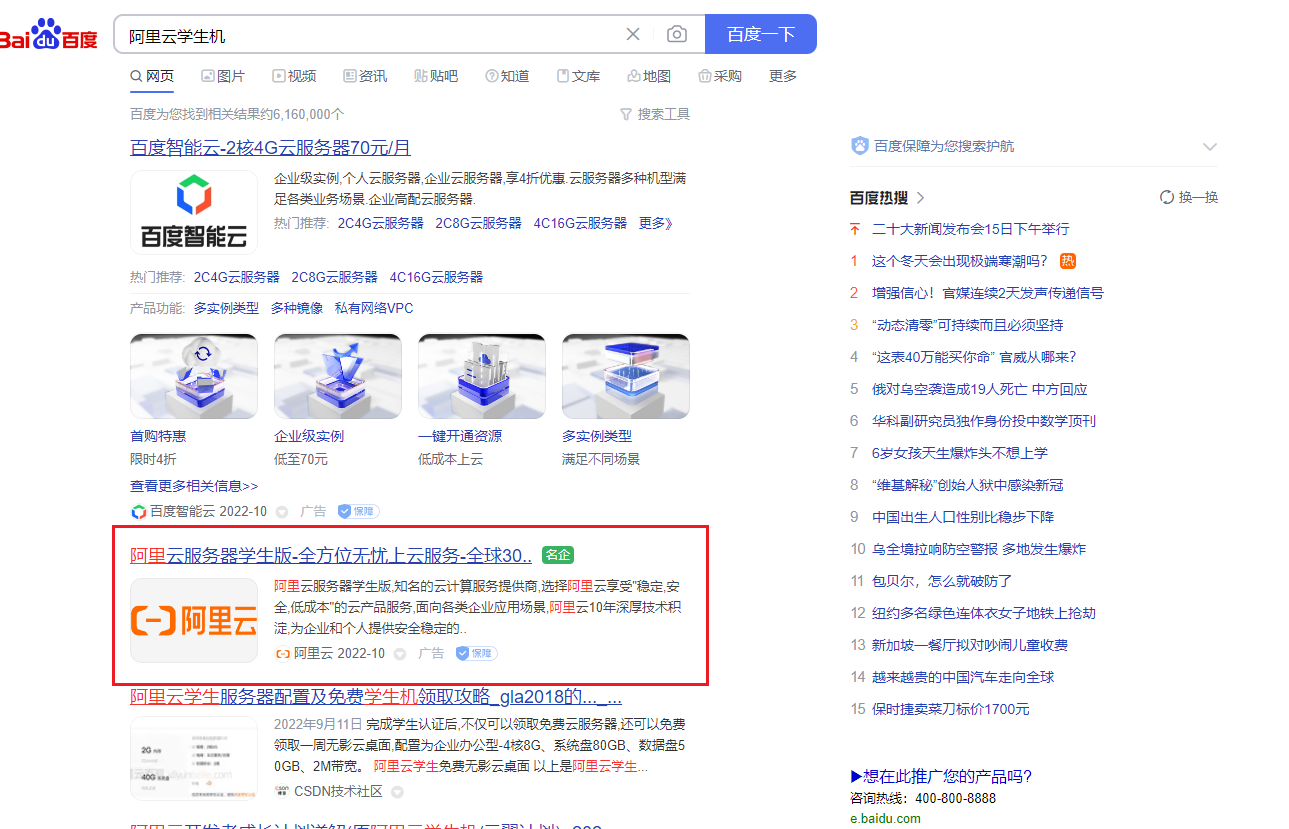 Baidu百度
阿里云学生机
百度一下
网页 图片 视频 资讯 贴吧 知道 文库 地图 采购 更多
百度为您找到相关结果约6,160,000个
搜索工具
百度智能云-2核4G云服务器70元/月
百度智能云
企业级实例,个人云服务器,企业云服务器,享4折优惠.云服务器多种机型满
足各类业务场景.企业高配云服务器.
热门推荐: 2C4G云服务器 2C8G云服务器 4C16G云服务器 更多》
热门推荐: 2C4G云服务器 2C8G云服务器 4C16G云服务器
产品功能: 多实例类型 多种镜像 私有网络VPC
首购特惠 企业级实例 一键开通资源 多实例类型
限时4折 低至70元 低成本上云 满足不同场景
查看更多相关信息>>
百度智能云 2022-10 广告 保障
阿里云服务器学生版-全方位无忧上云服务-全球30.. 名企
阿里云
阿里云服务器学生版,知名的云计算服务提供商,选择阿里云享受"稳定,安
全,低成本"的云产品服务,面向各类企业应用场景,阿里云10年深厚技术积
淀,为企业和个人提供安全稳定的..
阿里云 2022-10 广告 保障
阿里云学生服务器配置及免费学生机领取攻略_gla2018的..._...
2G
40G
2022年9月11日 完成学生认证后,不仅可以领取免费云服务器,还可以免费
领取一周无影云桌面,配置为企业办公型-4核8G、系统盘80GB、数据盘5
0GB、2M带宽。 阿里云学生免费无影云桌面 以上是阿里云学生...
CSDN技术社区
百度保障为您搜索护航
百度热搜
换一换
二十大新闻发布会15日下午举行
1 这个冬天会出现极端寒潮吗? 热
2 增强信心！官媒连续2天发声传递信号
3 “动态清零”可持续而且必须坚持
4 “这表40万能买你命” 官威从哪来?
5 俄对乌空袭造成19人死亡 中方回应
6 华科副研究员独作身份投中数学顶刊
7 6岁女孩天生爆炸头不想上学
8 “维基解秘”创始人狱中感染新冠
9 中国出生人口性别比稳步下降
10 乌全境拉响防空警报 多地发生爆炸
11 包贝尔，怎么就破防了
12 纽约多名绿色连体衣女子地铁上抢劫
13 新加坡一餐厅拟对吵闹儿童收费
14 越来越贵的中国汽车走向全球
15 保时捷卖菜刀标价1700元
▶想在此推广您的产品吗?
咨询热线：400-800-8888
e.baidu.com